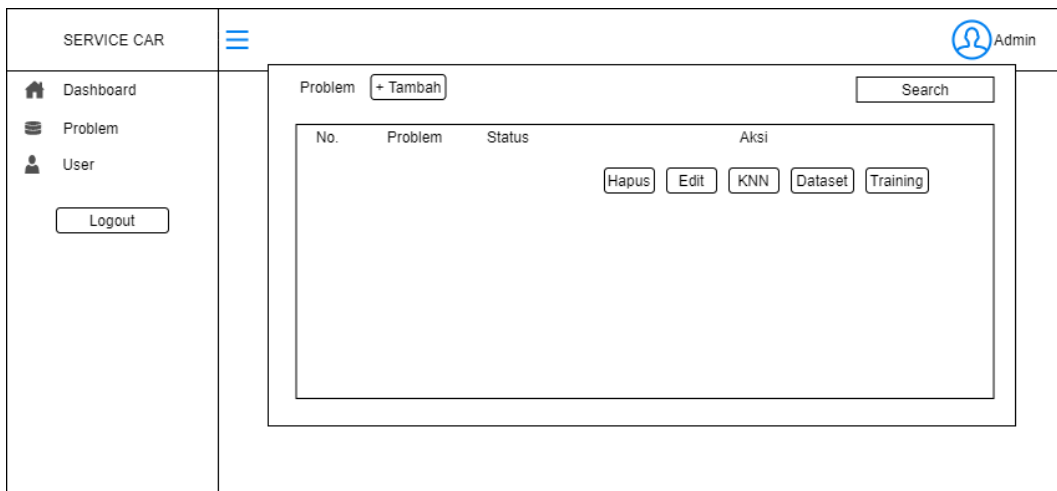 SERVICE CAR
Admin
Dashboard
Problem
User
Logout
Problem + Tambah Search
No. Problem Status Aksi
Hapus Edit KNN Dataset Training